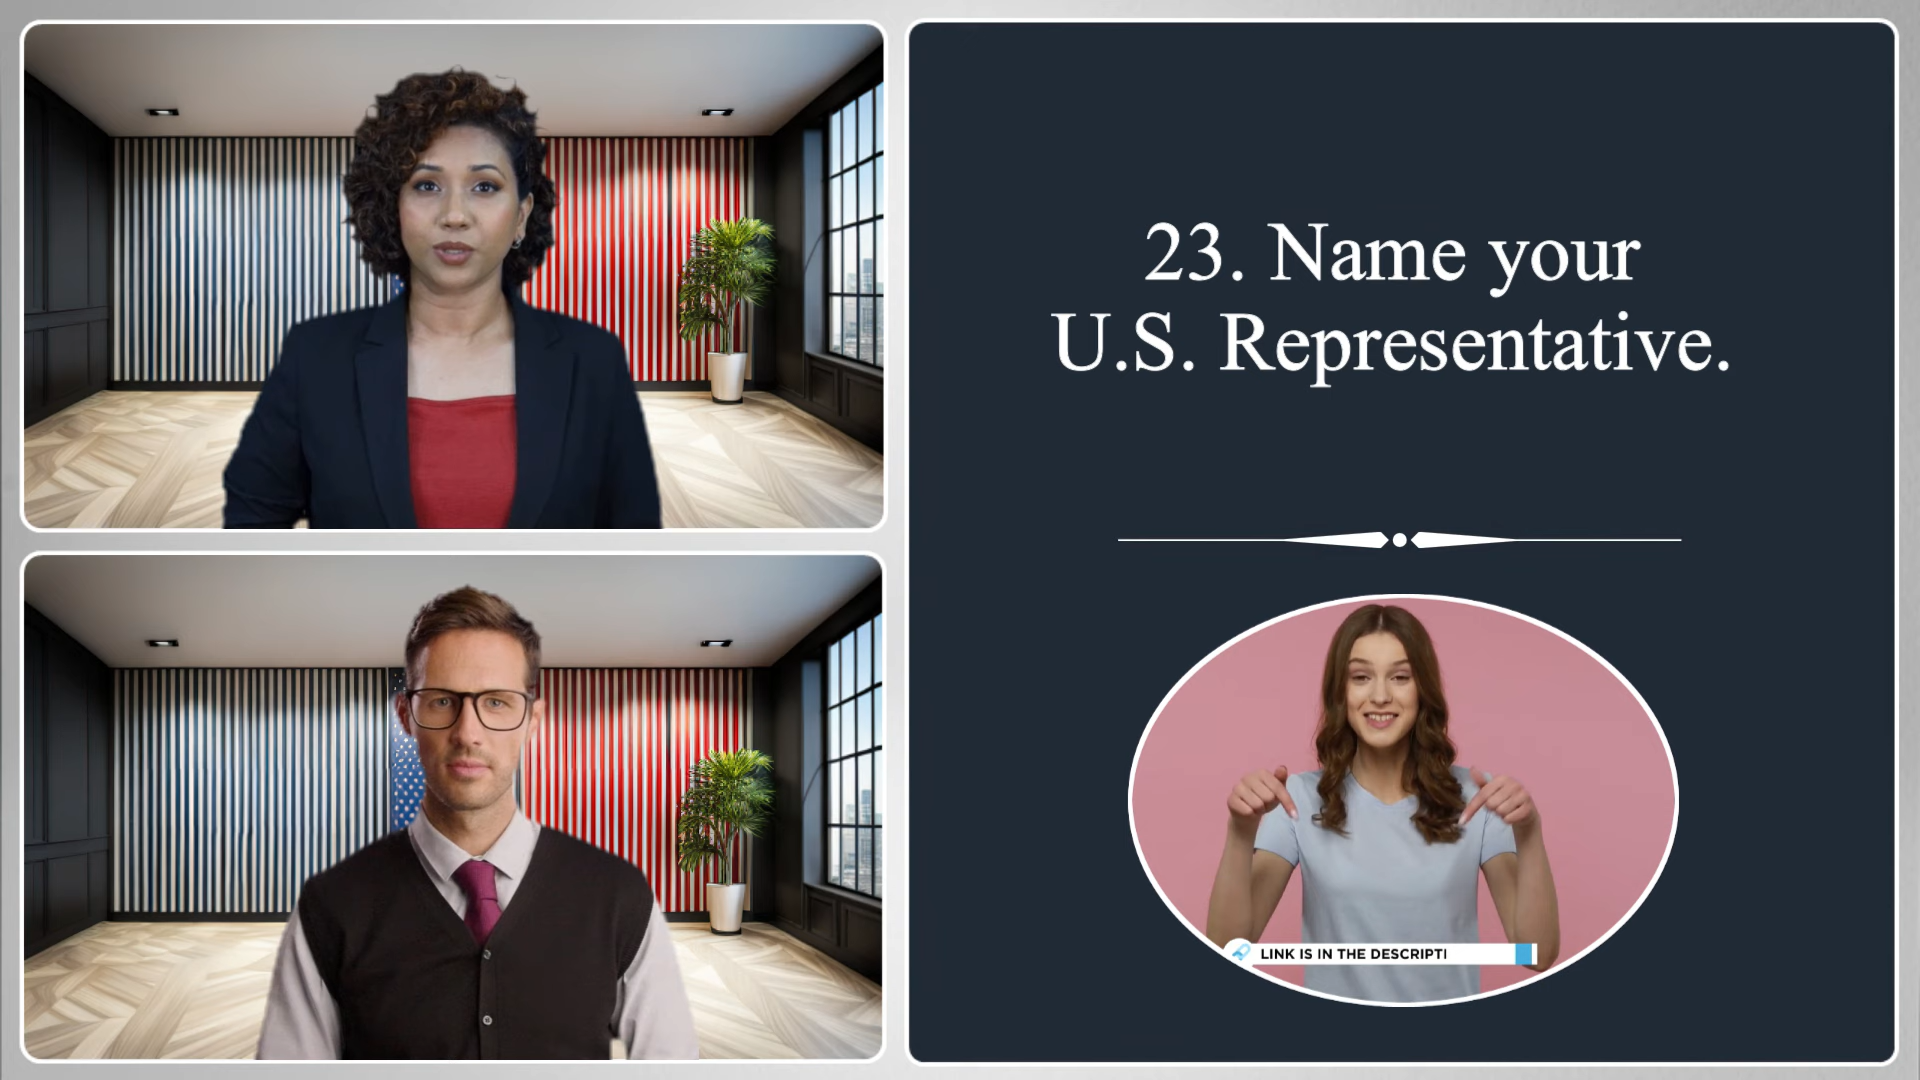 23. Name your
U.S. Representative.
LINK IS IN THE DESCRIPTI